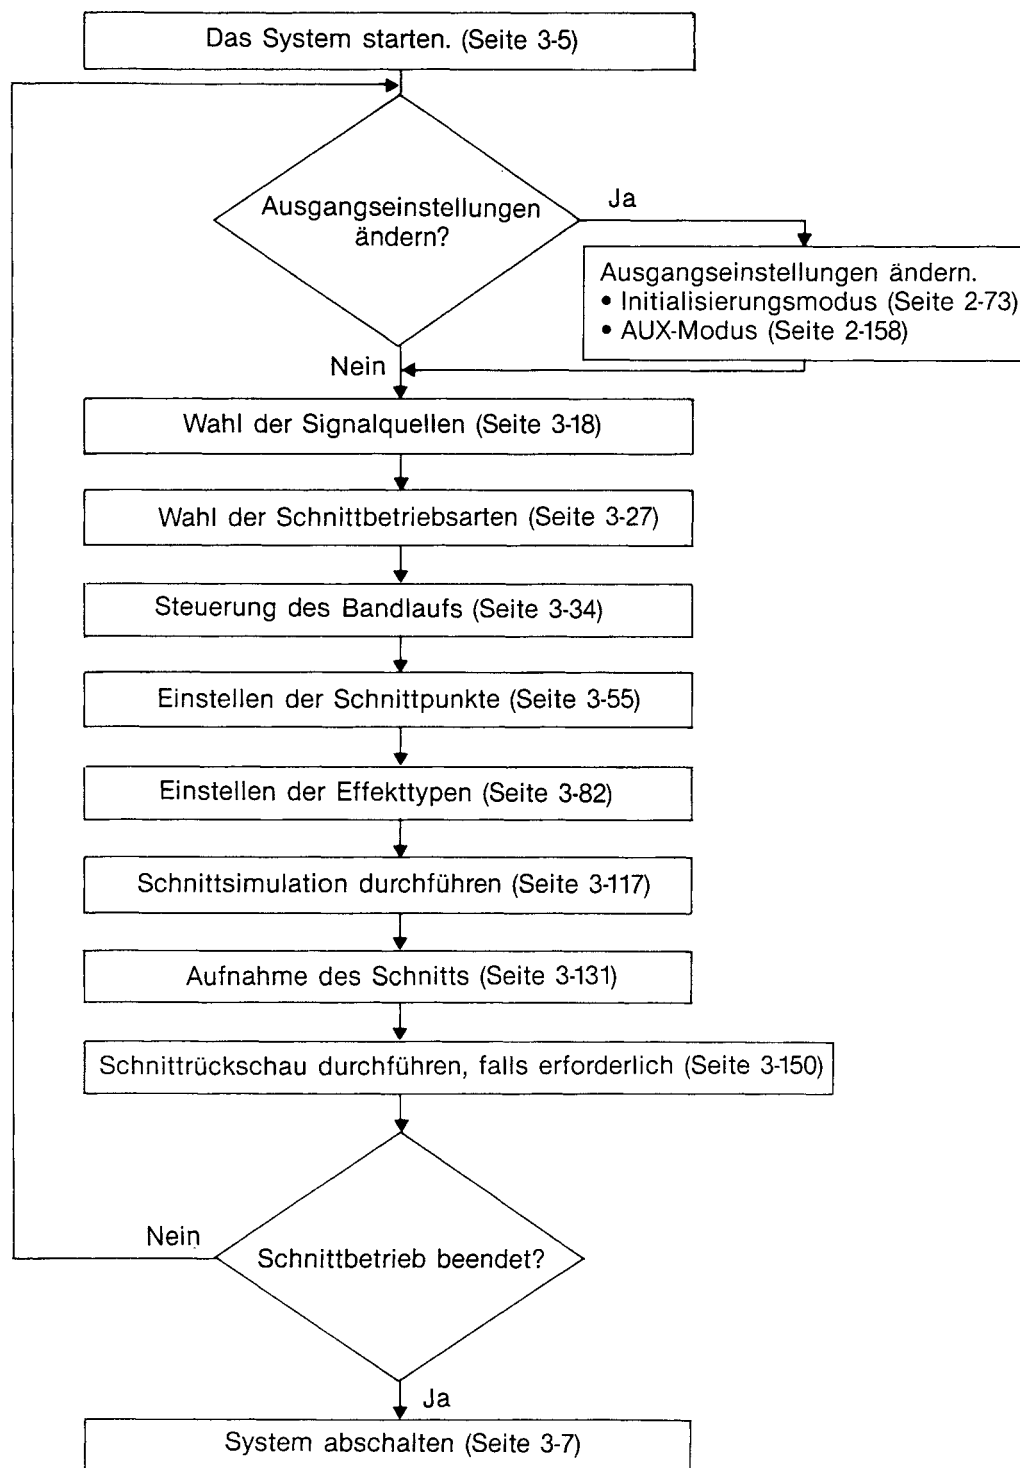 Das System starten. (Seite 3-5)
Ausgangseinstellungen
ändern?
Ja
Ausgangseinstellungen ändern.
• Initialisierungsmodus (Seite 2-73)
• AUX-Modus (Seite 2-158)
Nein
Wahl der Signalquellen (Seite 3-18)
Wahl der Schnittbetriebsarten (Seite 3-27)
Steuerung des Bandlaufs (Seite 3-34)
Einstellen der Schnittpunkte (Seite 3-55)
Einstellen der Effekttypen (Seite 3-82)
Schnittsimulation durchführen (Seite 3-117)
Aufnahme des Schnitts (Seite 3-131)
Schnittrückschau durchführen, falls erforderlich (Seite 3-150)
Nein
Schnittbetrieb beendet?
Ja
System abschalten (Seite 3-7)